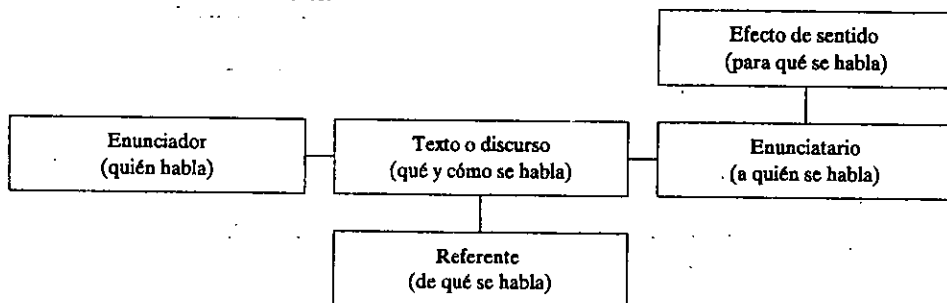 Efecto de sentido
(para qué se habla)
Enunciador
(quién habla)
Texto o discurso
(qué y cómo se habla)
Enunciatario
(a quién se habla)
Referente
(de qué se habla)